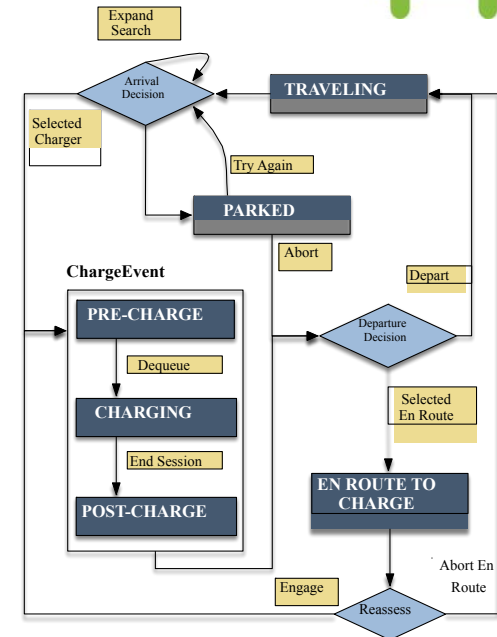 Expand
Search
Arrival
Decision
TRAVELING
Selected
Charger
Try Again
PARKED
Abort
ChargeEvent
Depart
PRE-CHARGE
Departure
Decision
Dequeue
CHARGING
Selected
En Route
End Session
EN ROUTE TO
CHARGE
POST-CHARGE
Abort En
Route
Engage
Reassess